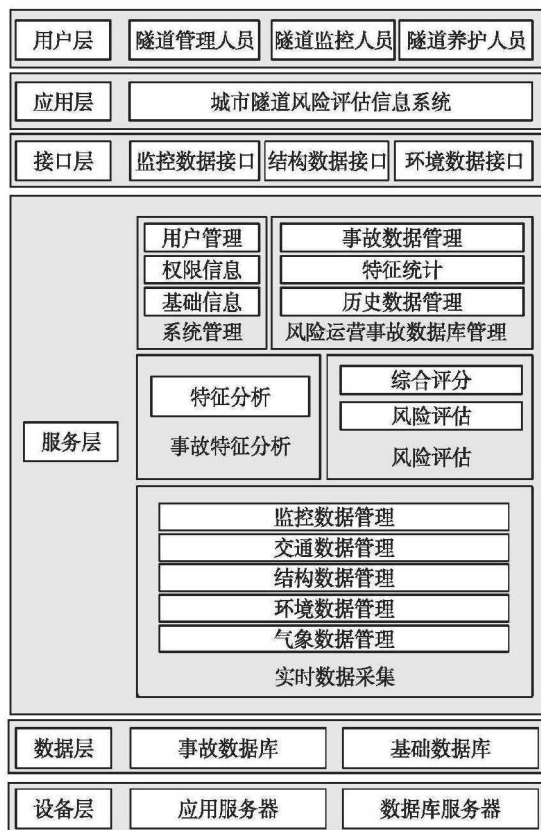 用户层 隧道管理人员 隧道监控人员 隧道养护人员
应用层 城市隧道风险评估信息系统
接口层 监控数据接口 结构数据接口 环境数据接口
服务层
用户管理
权限信息
基础信息
系统管理
事故数据管理
特征统计
历史数据管理
风险运营事故数据库管理
特征分析
事故特征分析
综合评分
风险评估
风险评估
监控数据管理
交通数据管理
结构数据管理
环境数据管理
气象数据管理
实时数据采集
数据层 事故数据库 基础数据库
设备层 应用服务器 数据库服务器